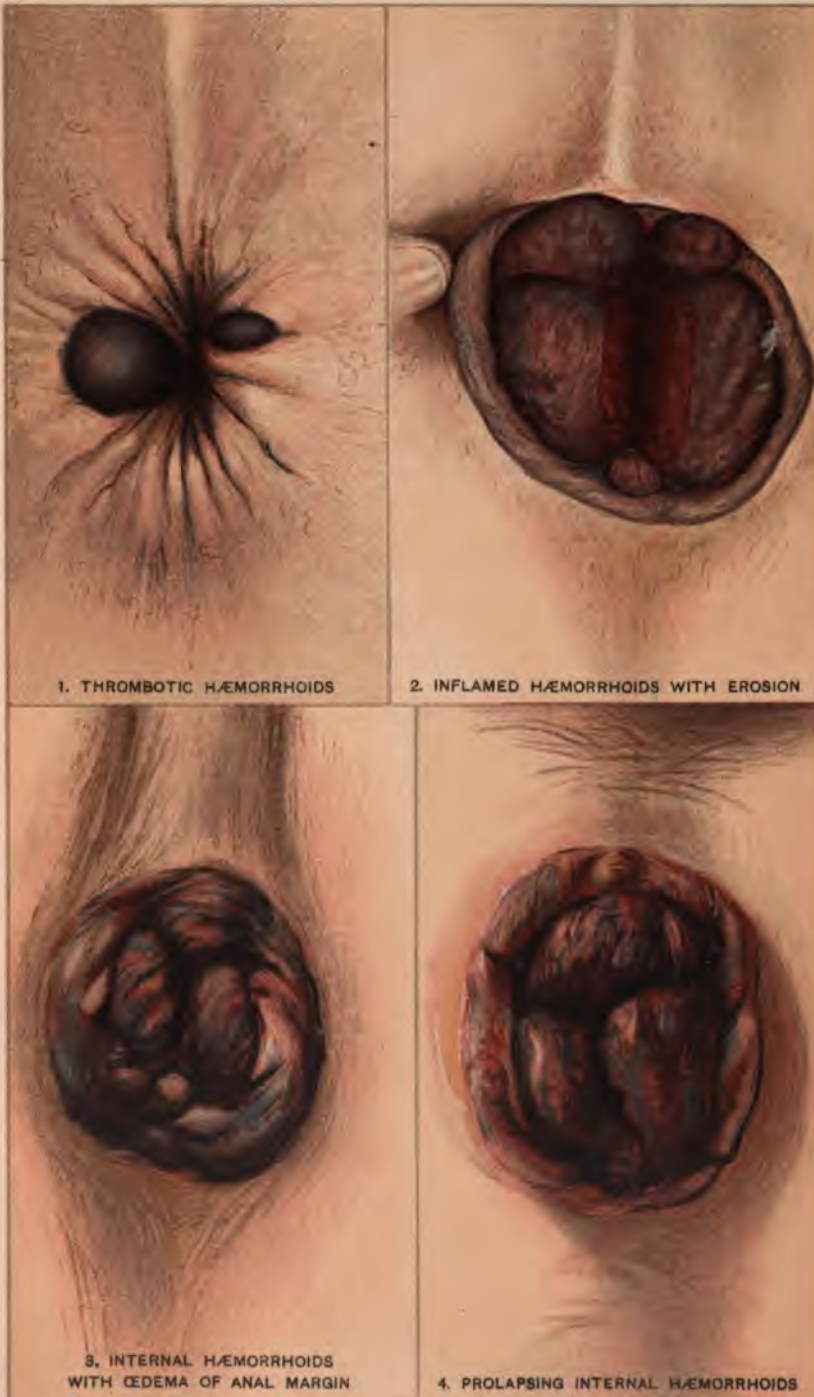 1. THROMBOTIC HÆMORRHOIDS
2. INFLAMED HÆMORRHOIDS WITH EROSION
3. INTERNAL HÆMORRHOIDS
WITH ŒDEMA OF ANAL MARGIN
4. PROLAPSING INTERNAL HÆMORRHOIDS